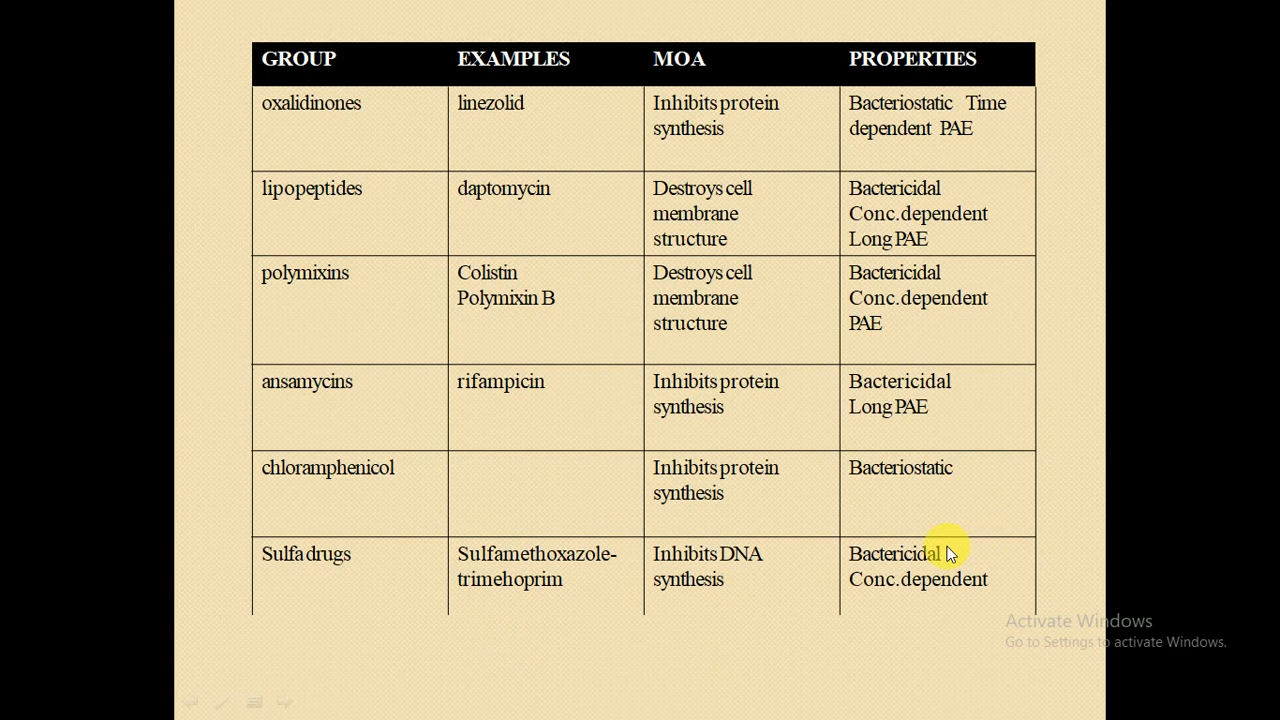 GROUP EXAMPLES MOA PROPERTIES
oxalidinones linezolid Inhibits protein Bacteriostatic Time
synthesis dependent PAE
lipopeptides daptomycin Destroys cell Bactericidal
membrane Conc.dependent
structure Long PAE
polymixins Colistin Destroys cell Bactericidal
Polymixin B membrane Conc.dependent
structure PAE
ansamycins rifampicin Inhibits protein Bactericidal
synthesis Long PAE
chloramphenicol Inhibits protein Bacteriostatic
synthesis
Sulfa drugs Sulfamethoxazole- Inhibits DNA Bactericidal
trimehoprim synthesis Conc.dependent
Activate Windows
Go to Settings to activate Windows.